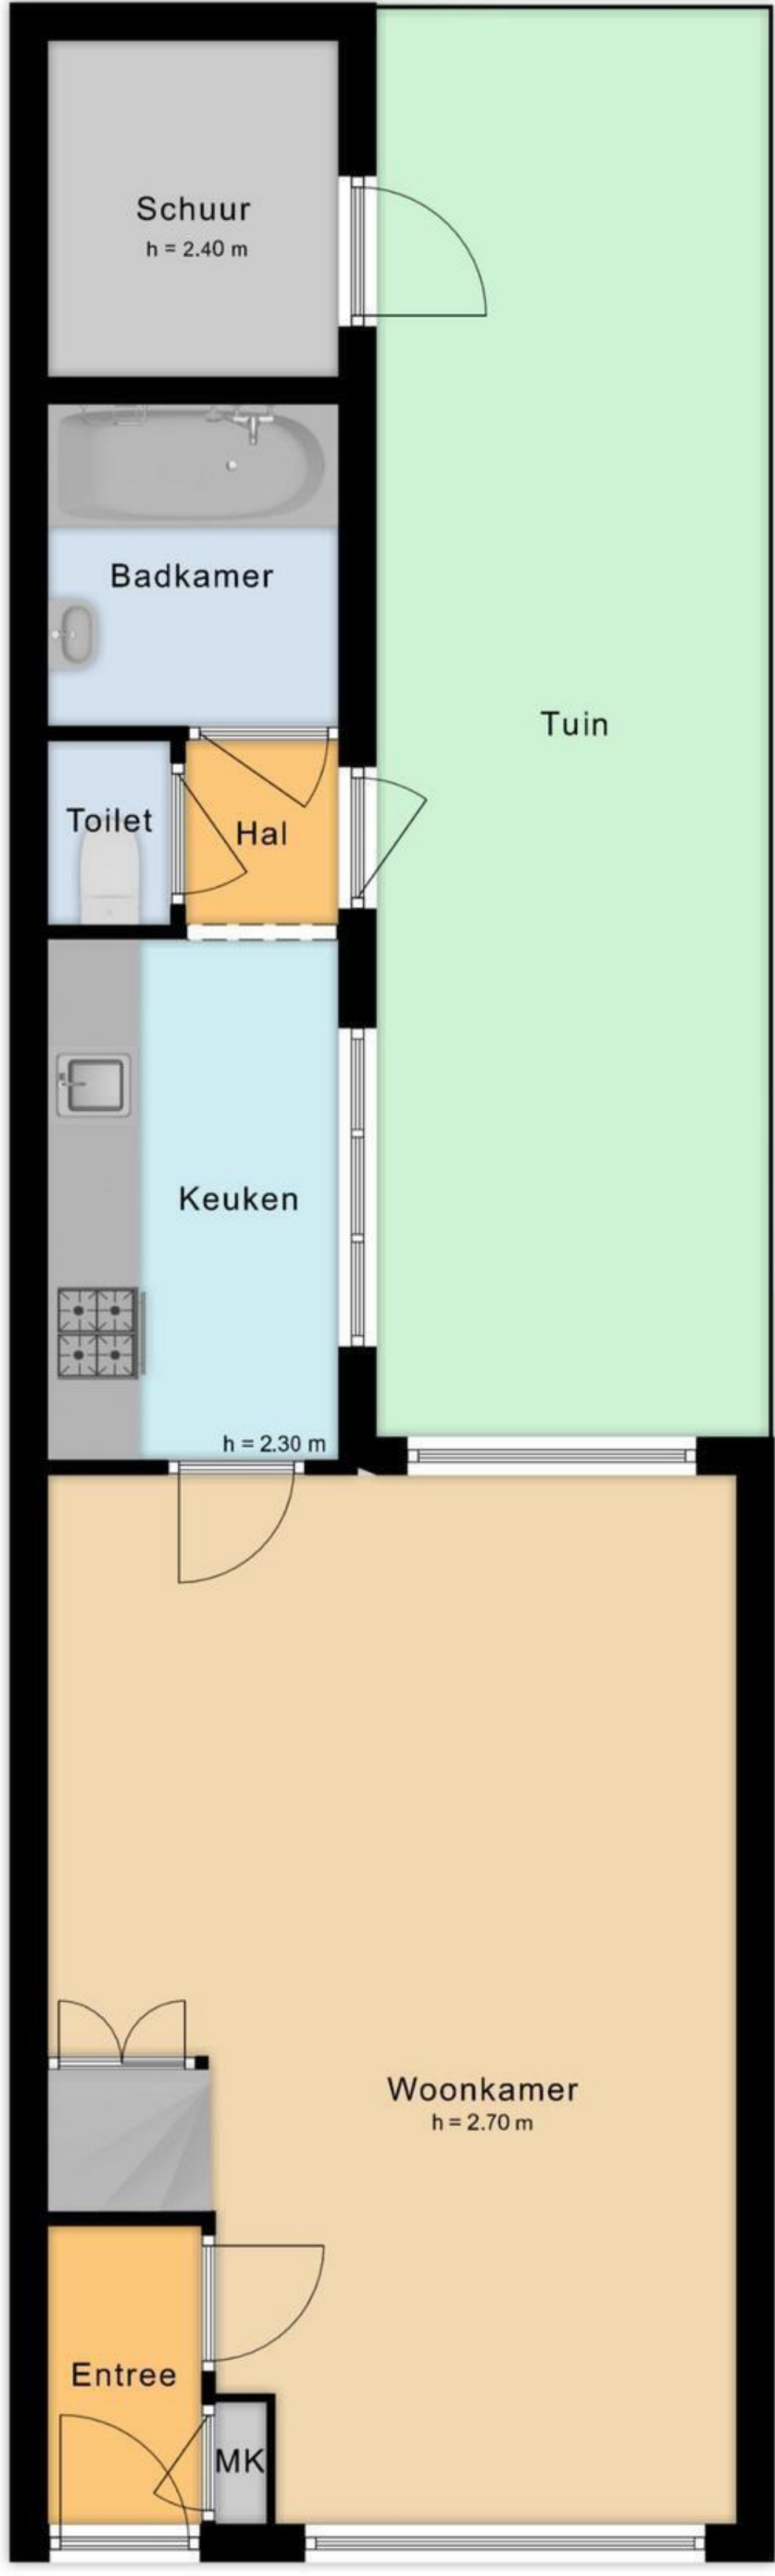 Schuur
h = 2.40 m
Badkamer
Tuin
Toilet
Hal
Keuken
h = 2.30 m
Woonkamer
h = 2.70 m
Entree
MK